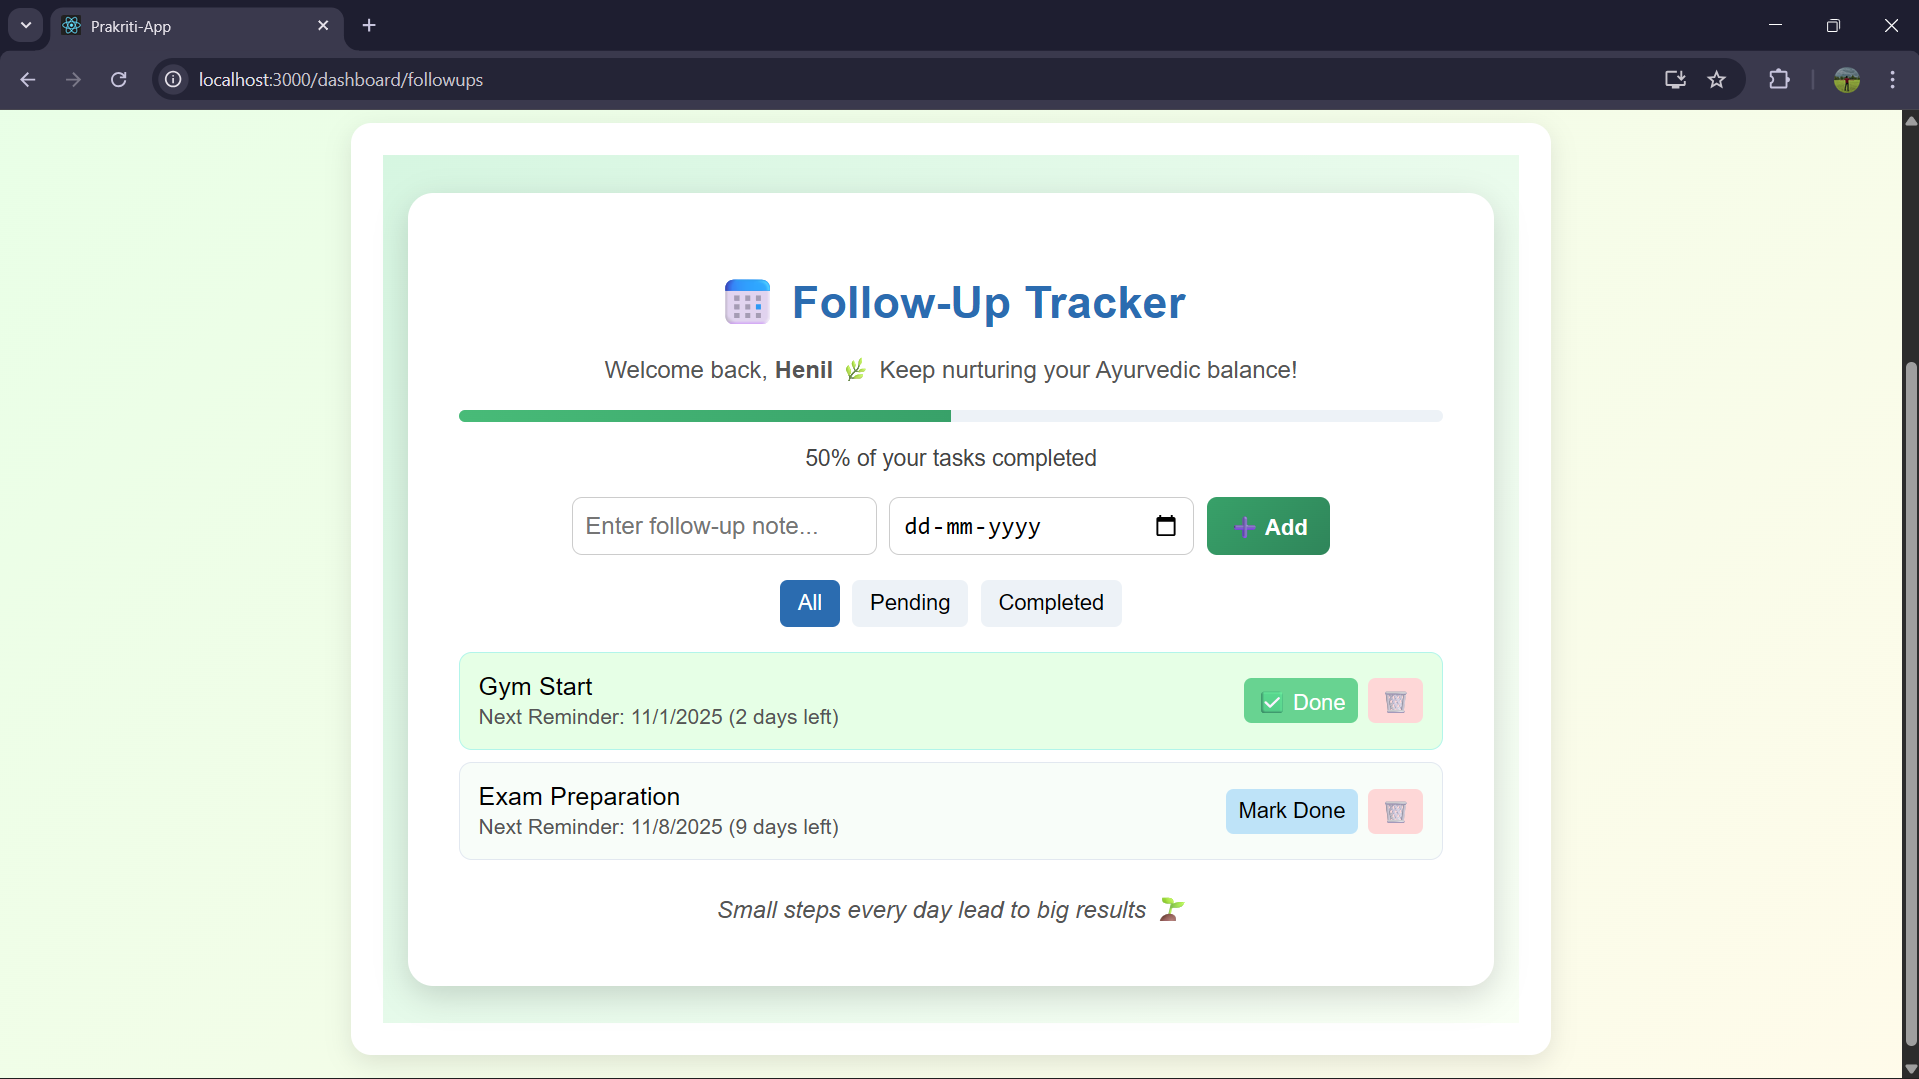 Prakriti-App
localhost:3000/dashboard/followups
Follow-Up Tracker
Welcome back, Henil 🌿 Keep nurturing your Ayurvedic balance!
50% of your tasks completed
Enter follow-up note...
dd-mm-yyyy
➕ Add
All
Pending
Completed
Gym Start
Next Reminder: 11/1/2025 (2 days left)
✅ Done
Exam Preparation
Next Reminder: 11/8/2025 (9 days left)
Mark Done
Small steps every day lead to big results 🌱